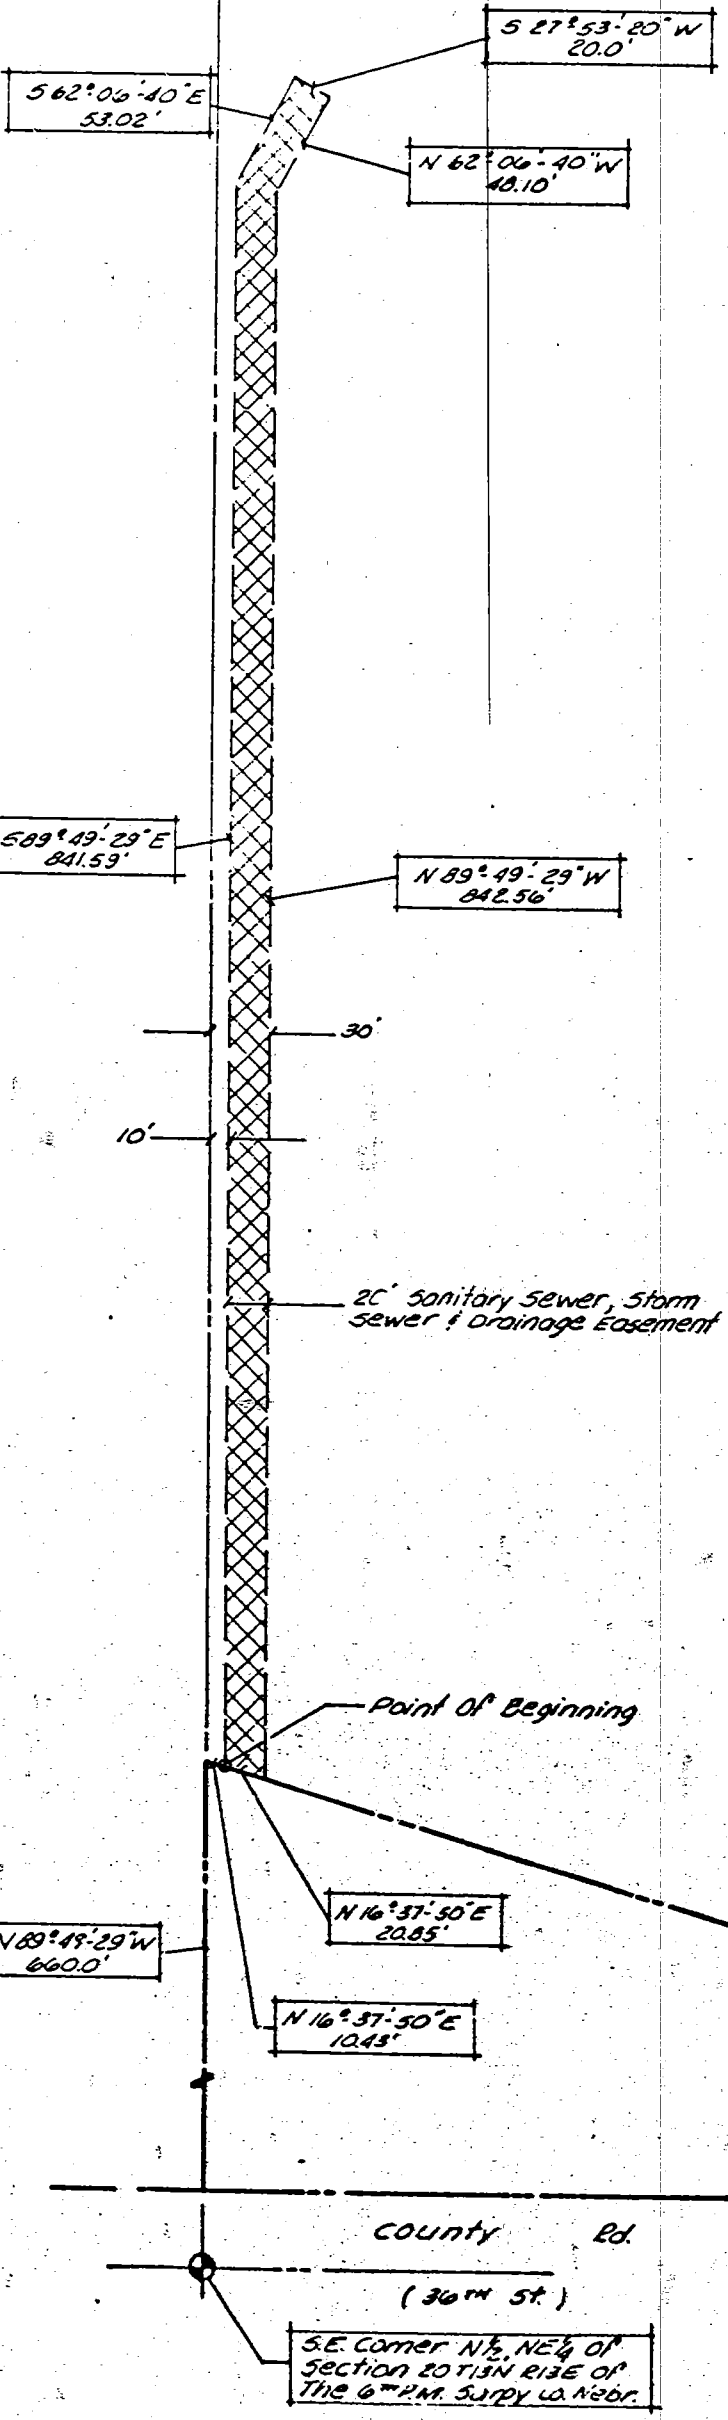 S 27°-53'-20" W
20.0'
S 62°-06'-40" E
53.02'
N 62°-06'-40" W
48.10'
S 89°-49'-29" E
841.59'
N 89°-49'-29" W
842.56'
30'
10'
20' Sanitary Sewer, Storm
Sewer & Drainage Easement
Point Of Beginning
N 16°-37'-50" E
20.85'
N 89°-49'-29" W
660.0'
N 16°-37'-50" E
10.43'
County Rd.
(36TH St.)
S.E. Corner N½, NE¼ Of
Section 20 T13N R13E Of
The 6TH P.M. Sarpy Co. Nebr.